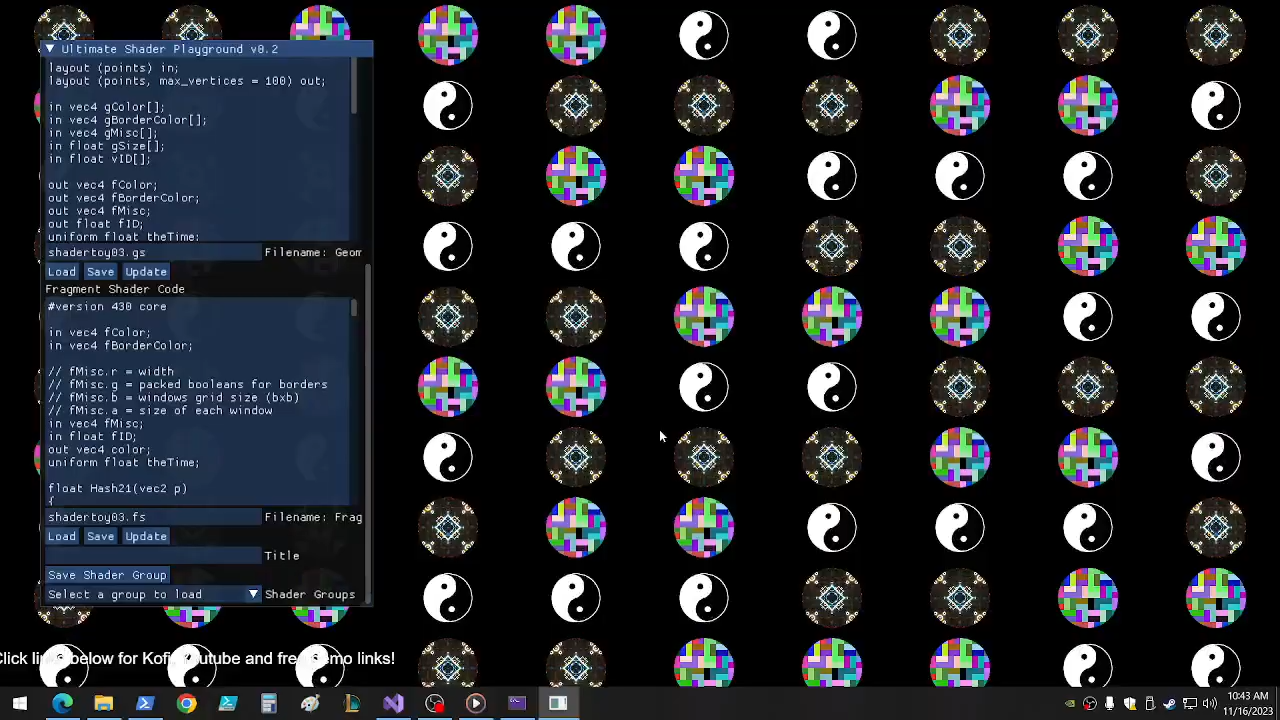 Ultimate Shader Playground v0.2
layout (points) in;
layout (points, max_vertices = 100) out;
in vec4 gColor[];
in vec4 gBorderColor[];
in vec4 gMisc[];
in float gSize[];
in float vID[];
out vec4 fColor;
out vec4 fBorderColor;
out vec4 fMisc;
out float fID;
uniform float theTime;
shadertoy03.gs Filename: Geom
Load Save Update
Fragment Shader Code
#version 430 core
in vec4 fColor;
in vec4 fBorderColor;
// fMisc.r = width
// fMisc.g = packed booleans for borders
// fMisc.b = windows grid size (bxb)
// fMisc.a = size of each window
in vec4 fMisc;
in float fID;
out vec4 color;
uniform float theTime;
float Hash21(vec2 p)
{
shadertoy03.fs Filename: Frag
Load Save Update
Title
Save Shader Group
Select a group to load Shader Groups
below for Kofi, Youtube and free demo links!
10:43 AM
11/16/2023